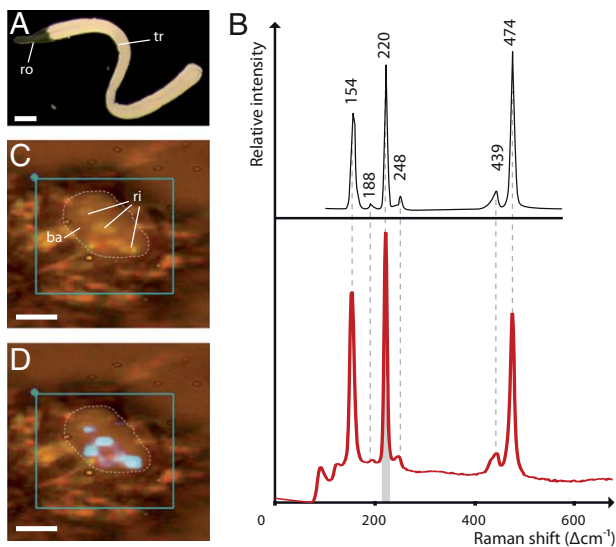 A
ro
tr
B
Relative intensity
154
188
220
248
439
474
C
ri
ba
D
0
200
400
600
Raman shift (Δcm⁻¹)